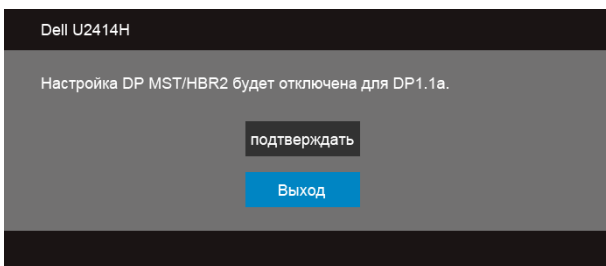 Dell U2414H
Настройка DP MST/HBR2 будет отключена для DP1.1a.
подтверждать
Выход